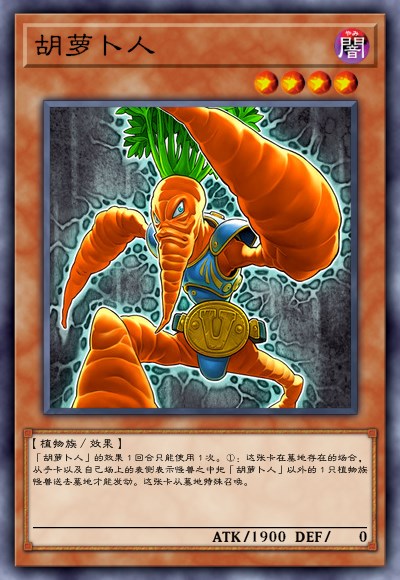 胡萝卜人
やみ
闇
【植物族／效果】
「胡萝卜人」的效果１回合只能使用１次。①：这张卡在墓地存在的场合，
从手卡以及自己场上的表侧表示怪兽之中把「胡萝卜人」以外的１只植物族
怪兽送去墓地才能发动。这张卡从墓地特殊召唤。
ATK/1900 DEF/ 0